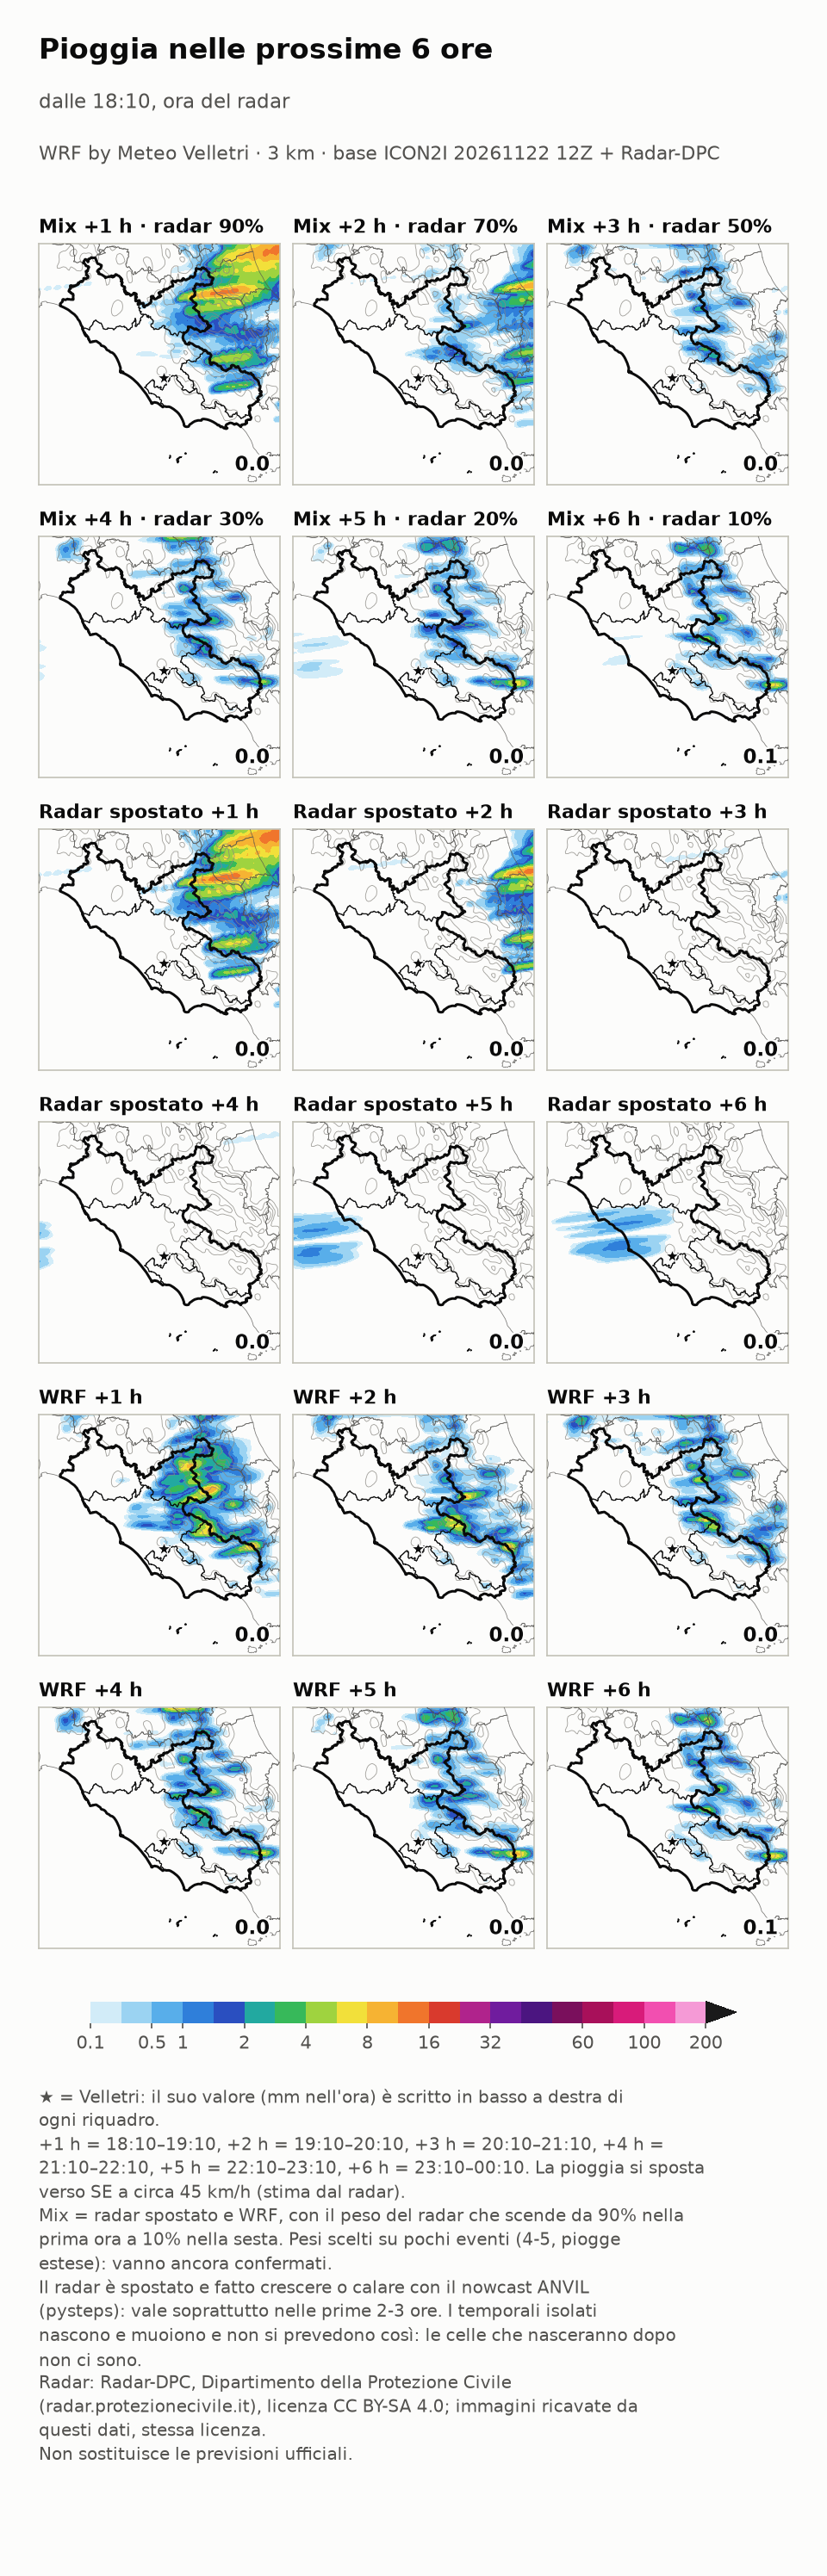 Pioggia nelle prossime 6 ore
dalle 18:10, ora del radar
WRF by Meteo Velletri · 3 km · base ICON2I 20261122 12Z + Radar-DPC
Mix +1 h · radar 90%
Mix +2 h · radar 70%
Mix +3 h · radar 50%
0.0
0.0
0.0
Mix +4 h · radar 30%
Mix +5 h · radar 20%
Mix +6 h · radar 10%
0.0
0.0
0.1
Radar spostato +1 h
Radar spostato +2 h
Radar spostato +3 h
0.0
0.0
0.0
Radar spostato +4 h
Radar spostato +5 h
Radar spostato +6 h
0.0
0.0
0.0
WRF +1 h
WRF +2 h
WRF +3 h
0.0
0.0
0.0
WRF +4 h
WRF +5 h
WRF +6 h
0.0
0.0
0.1
0.1 0.5 1 2 4 8 16 32 60 100 200
★ = Velletri: il suo valore (mm nell'ora) è scritto in basso a destra di
ogni riquadro.
+1 h = 18:10–19:10, +2 h = 19:10–20:10, +3 h = 20:10–21:10, +4 h =
21:10–22:10, +5 h = 22:10–23:10, +6 h = 23:10–00:10. La pioggia si sposta
verso SE a circa 45 km/h (stima dal radar).
Mix = radar spostato e WRF, con il peso del radar che scende da 90% nella
prima ora a 10% nella sesta. Pesi scelti su pochi eventi (4-5, piogge
estese): vanno ancora confermati.
Il radar è spostato e fatto crescere o calare con il nowcast ANVIL
(pysteps): vale soprattutto nelle prime 2-3 ore. I temporali isolati
nascono e muoiono e non si prevedono così: le celle che nasceranno dopo
non ci sono.
Radar: Radar-DPC, Dipartimento della Protezione Civile
(radar.protezionecivile.it), licenza CC BY-SA 4.0; immagini ricavate da
questi dati, stessa licenza.
Non sostituisce le previsioni ufficiali.